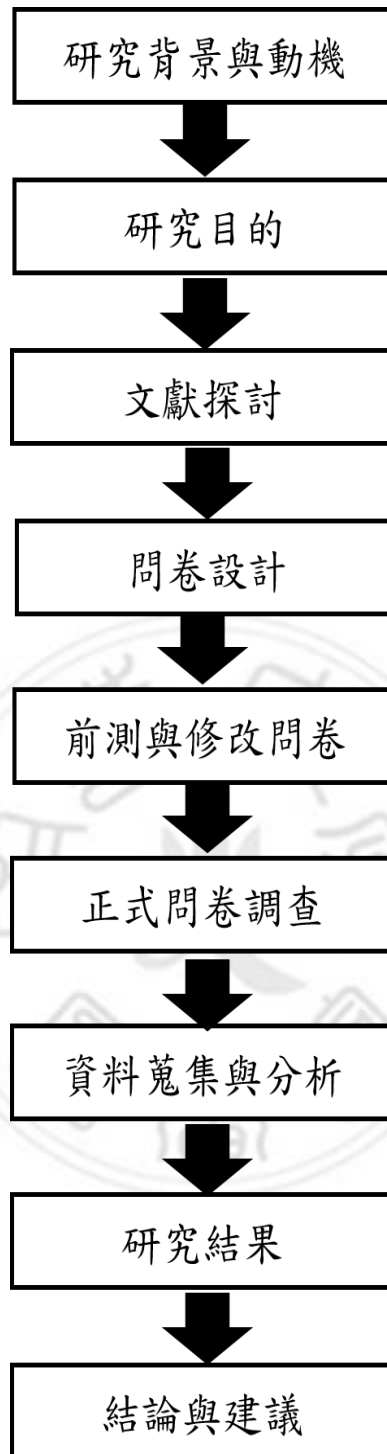 研究背景與動機
研究目的
文獻探討
問卷設計
前測與修改問卷
正式問卷調查
資料蒐集與分析
研究結果
結論與建議